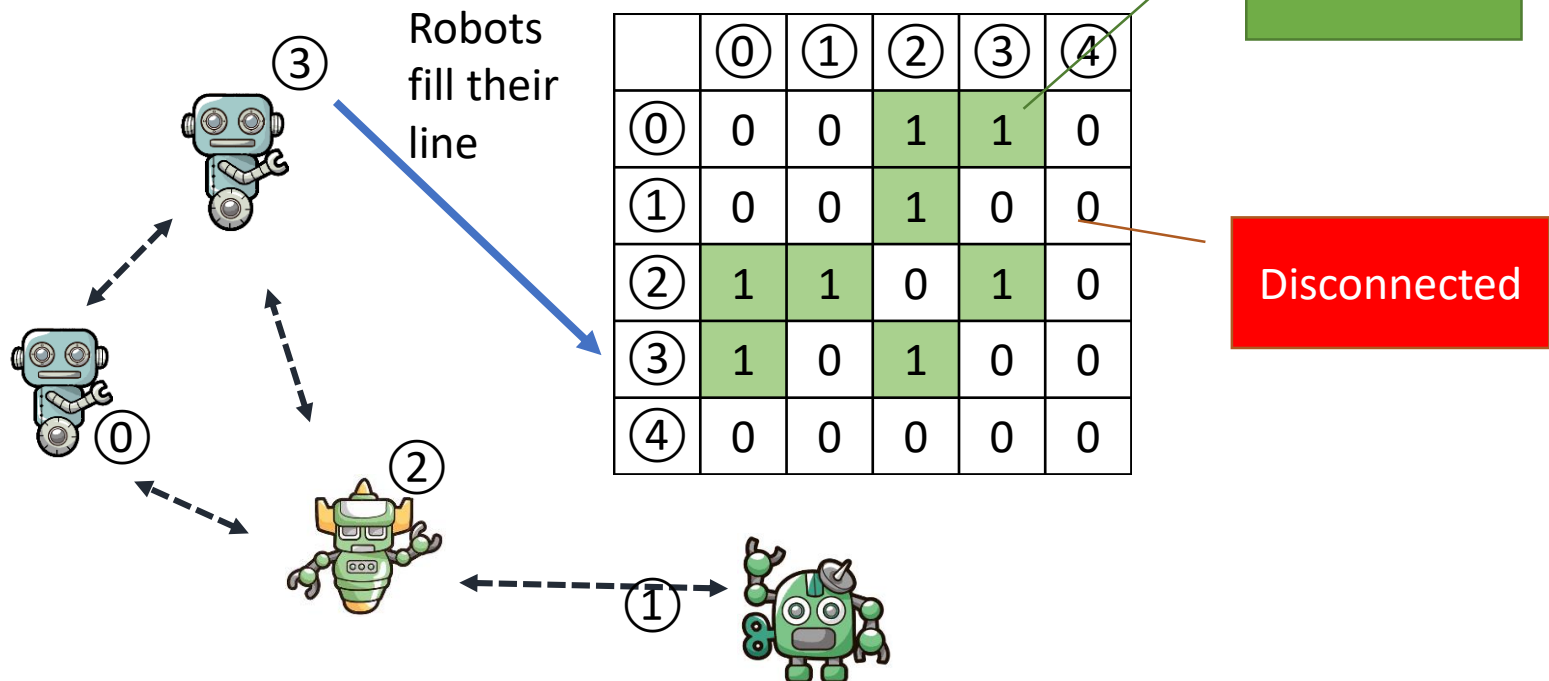 ③
Robots
fill their
line
⓪ ① ② ③ ④
⓪ 0 0 1 1 0
① 0 0 1 0 0
② 1 1 0 1 0
③ 1 0 1 0 0
④ 0 0 0 0 0
Disconnected
⓪
②
①